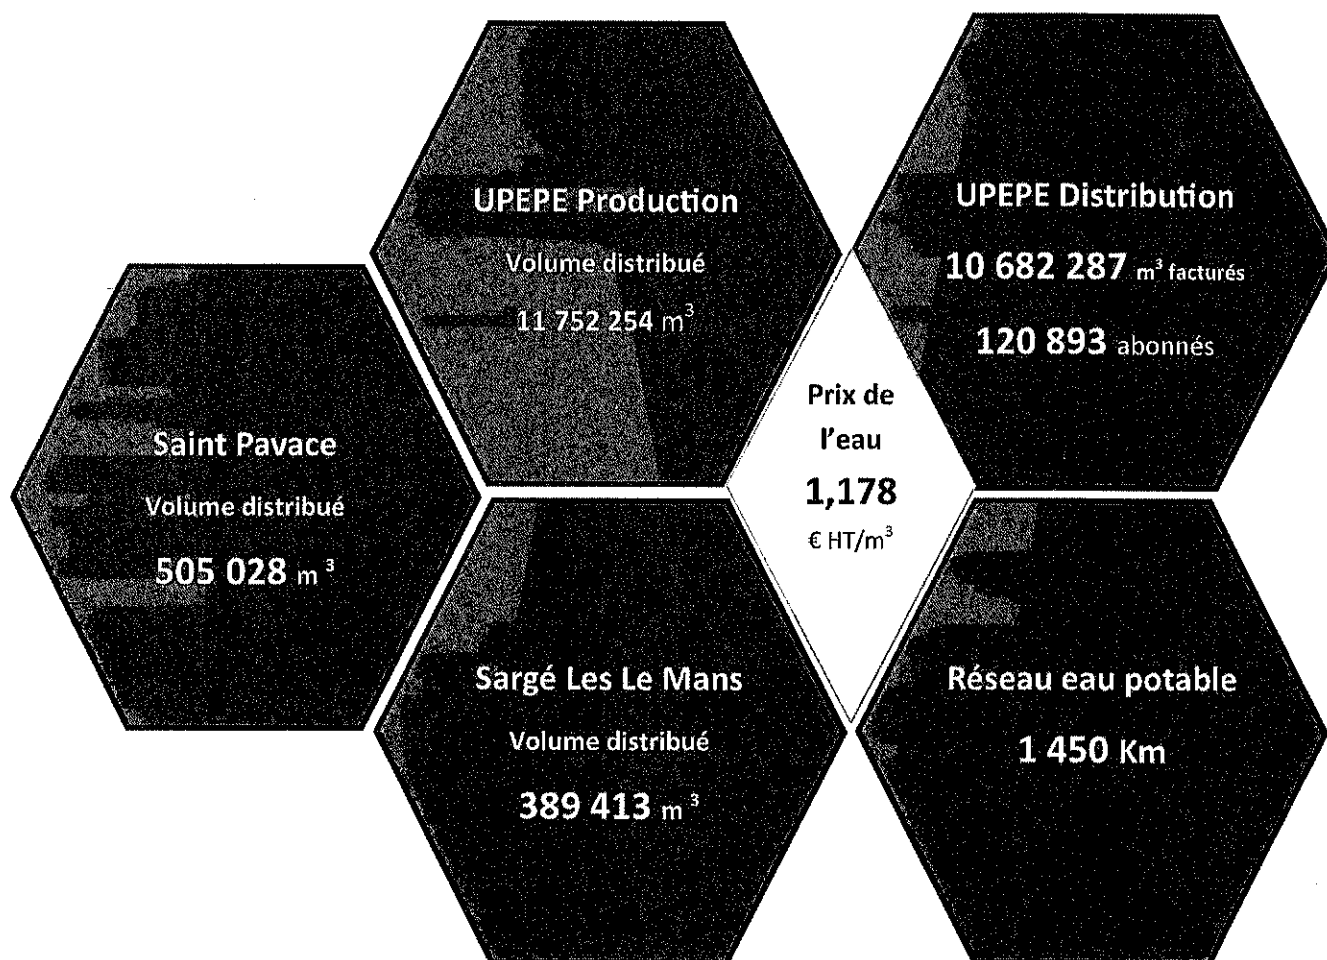 UPEPE Production
Volume distribué
11 752 254 m³
UPEPE Distribution
10 682 287 m³ facturés
120 893 abonnés
Saint Pavace
Volume distribué
505 028 m³
Prix de
l'eau
1,178
€ HT/m³
Sargé Les Le Mans
Volume distribué
389 413 m³
Réseau eau potable
1 450 Km